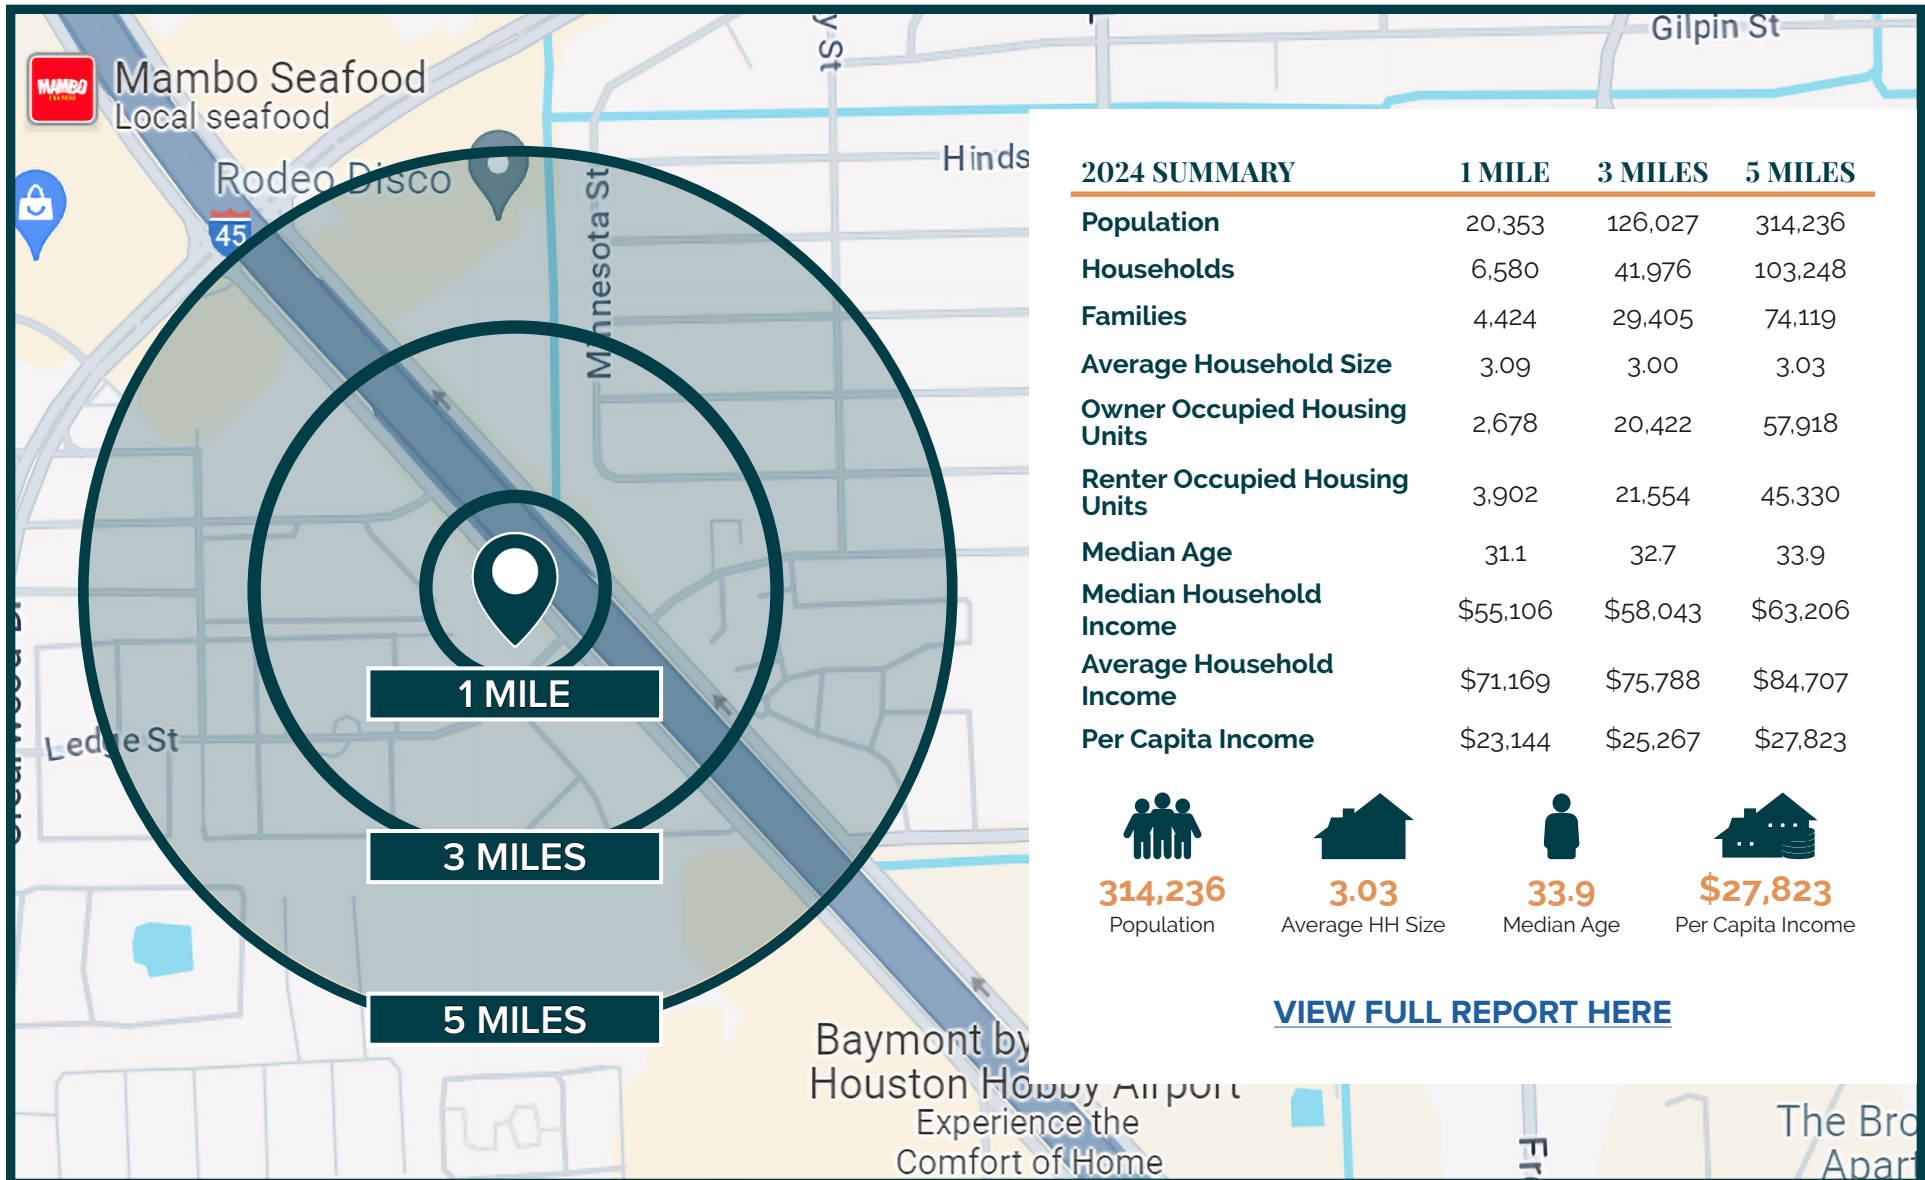 Gilpin St
MAMBO
Mambo Seafood
Local seafood
Rodeo Disco
45
Minnesota St
Hinds
Ledge St
1 MILE
3 MILES
5 MILES
2024 SUMMARY 1 MILE 3 MILES 5 MILES
Population 20,353 126,027 314,236
Households 6,580 41,976 103,248
Families 4,424 29,405 74,119
Average Household Size 3.09 3.00 3.03
Owner Occupied Housing
Units 2,678 20,422 57,918
Renter Occupied Housing
Units 3,902 21,554 45,330
Median Age 31.1 32.7 33.9
Median Household
Income $55,106 $58,043 $63,206
Average Household
Income $71,169 $75,788 $84,707
Per Capita Income $23,144 $25,267 $27,823
314,236 3.03 33.9 $27,823
Population Average HH Size Median Age Per Capita Income
VIEW FULL REPORT HERE
Baymont by
Houston Hobby Airport
Experience the
Comfort of Home
The Bro
Apart